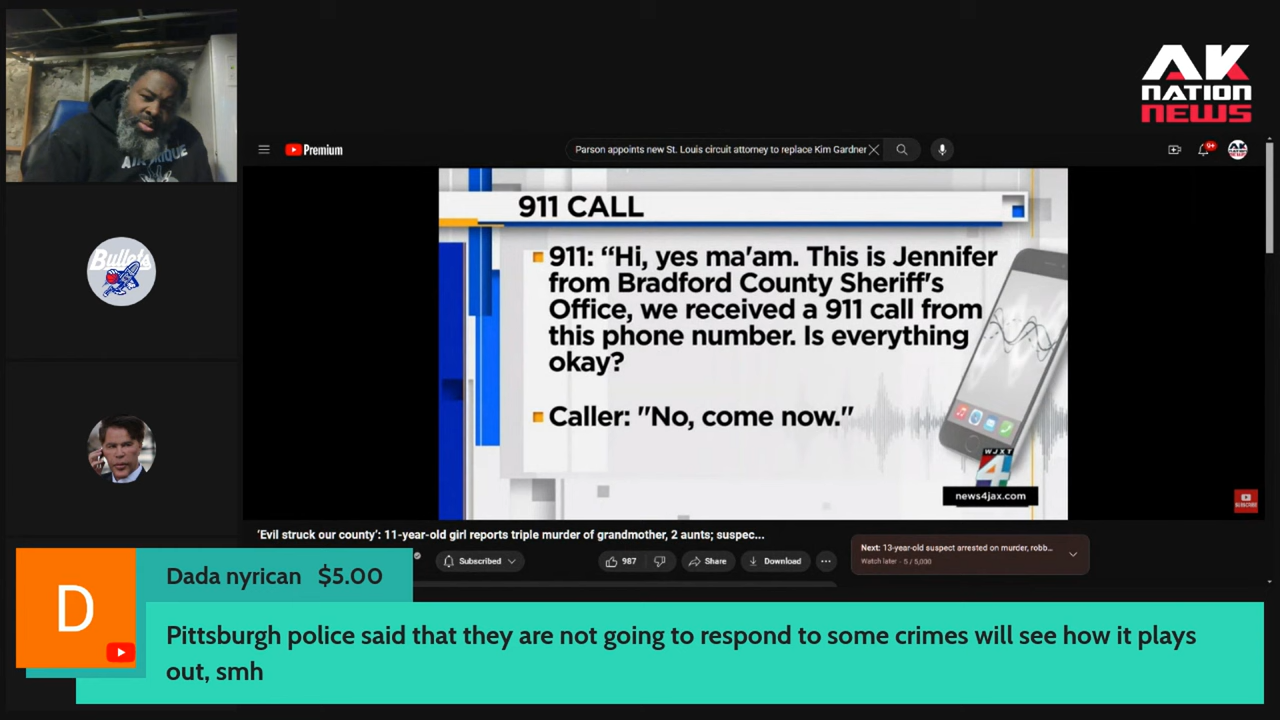 AK
NATION
NEWS
Premium
Parson appoints new St. Louis circuit attorney to replace Kim Gardner
9+
911 CALL
911: “Hi, yes ma'am. This is Jennifer
from Bradford County Sheriff's
Office, we received a 911 call from
this phone number. Is everything
okay?
Caller: "No, come now."
Bullets
WJXT
4
news4jax.com
SUBSCRIBE
‘Evil struck our county’: 11-year-old girl reports triple murder of grandmother, 2 aunts; suspec...
Subscribed
987
Share
Download
Next: 13-year-old suspect arrested on murder, robb...
Watch later - 5 / 5,000
D
Dada nyrican $5.00
Pittsburgh police said that they are not going to respond to some crimes will see how it plays
out, smh